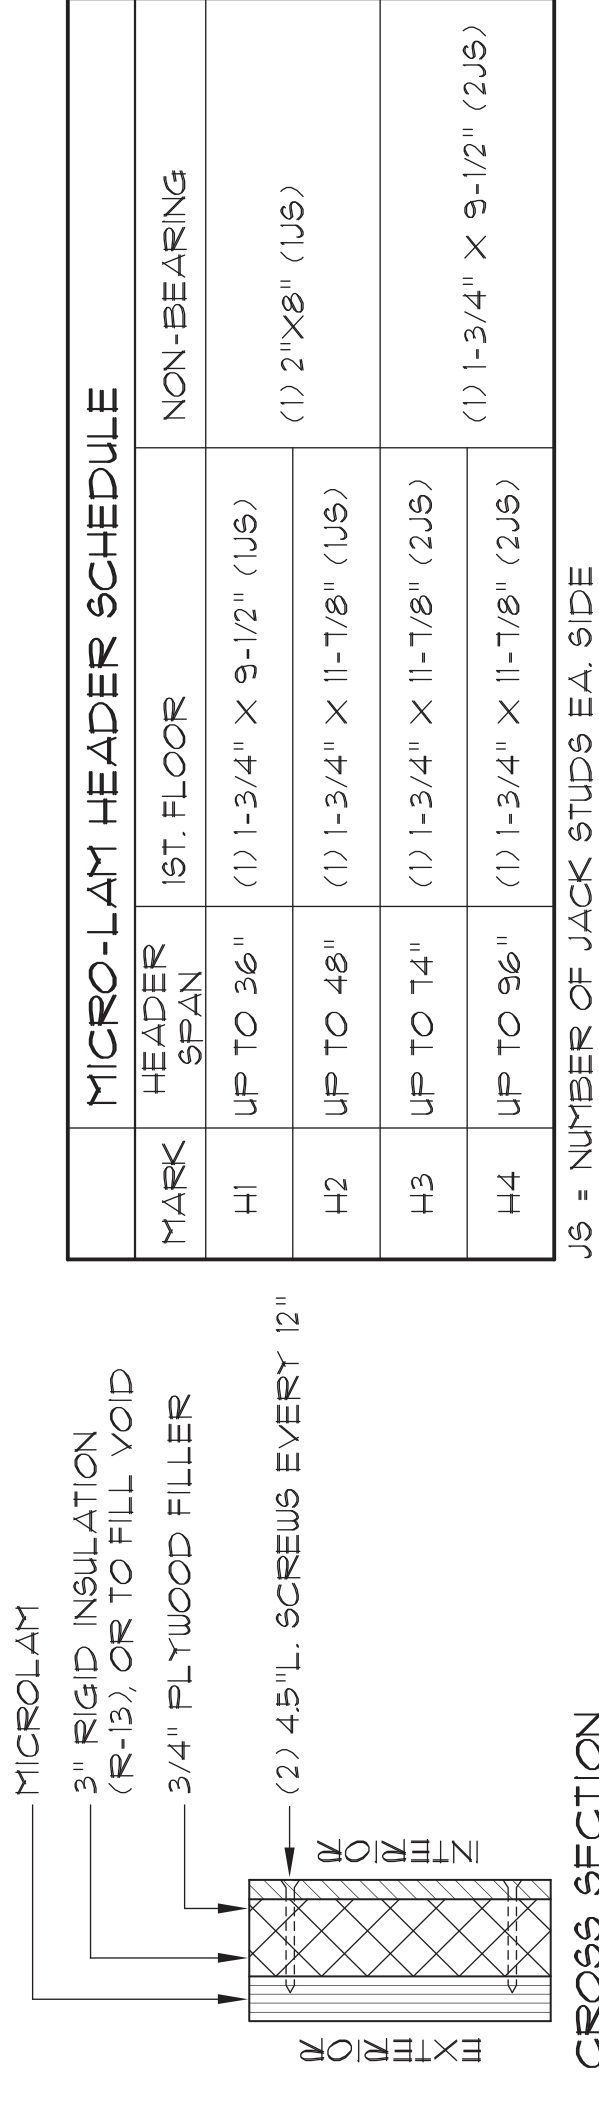 MICROLAM
3" RIGID INSULATION
(R-13), OR TO FILL VOID
3/4" PLYWOOD FILLER
(2) 4.5"L. SCREWS EVERY 12"
EXTERIOR
INTERIOR
CROSS SECTION
MICRO-LAM HEADER SCHEDULE
MARK
HEADER
SPAN
1ST. FLOOR
NON-BEARING
H1
UP TO 36"
(1) 1-3/4" X 9-1/2" (1JS)
(1) 2"X8" (1JS)
H2
UP TO 48"
(1) 1-3/4" X 11-7/8" (1JS)
H3
UP TO 74"
(1) 1-3/4" X 11-7/8" (2JS)
(1) 1-3/4" X 9-1/2" (2JS)
H4
UP TO 96"
(1) 1-3/4" X 11-7/8" (2JS)
JS = NUMBER OF JACK STUDS EA. SIDE